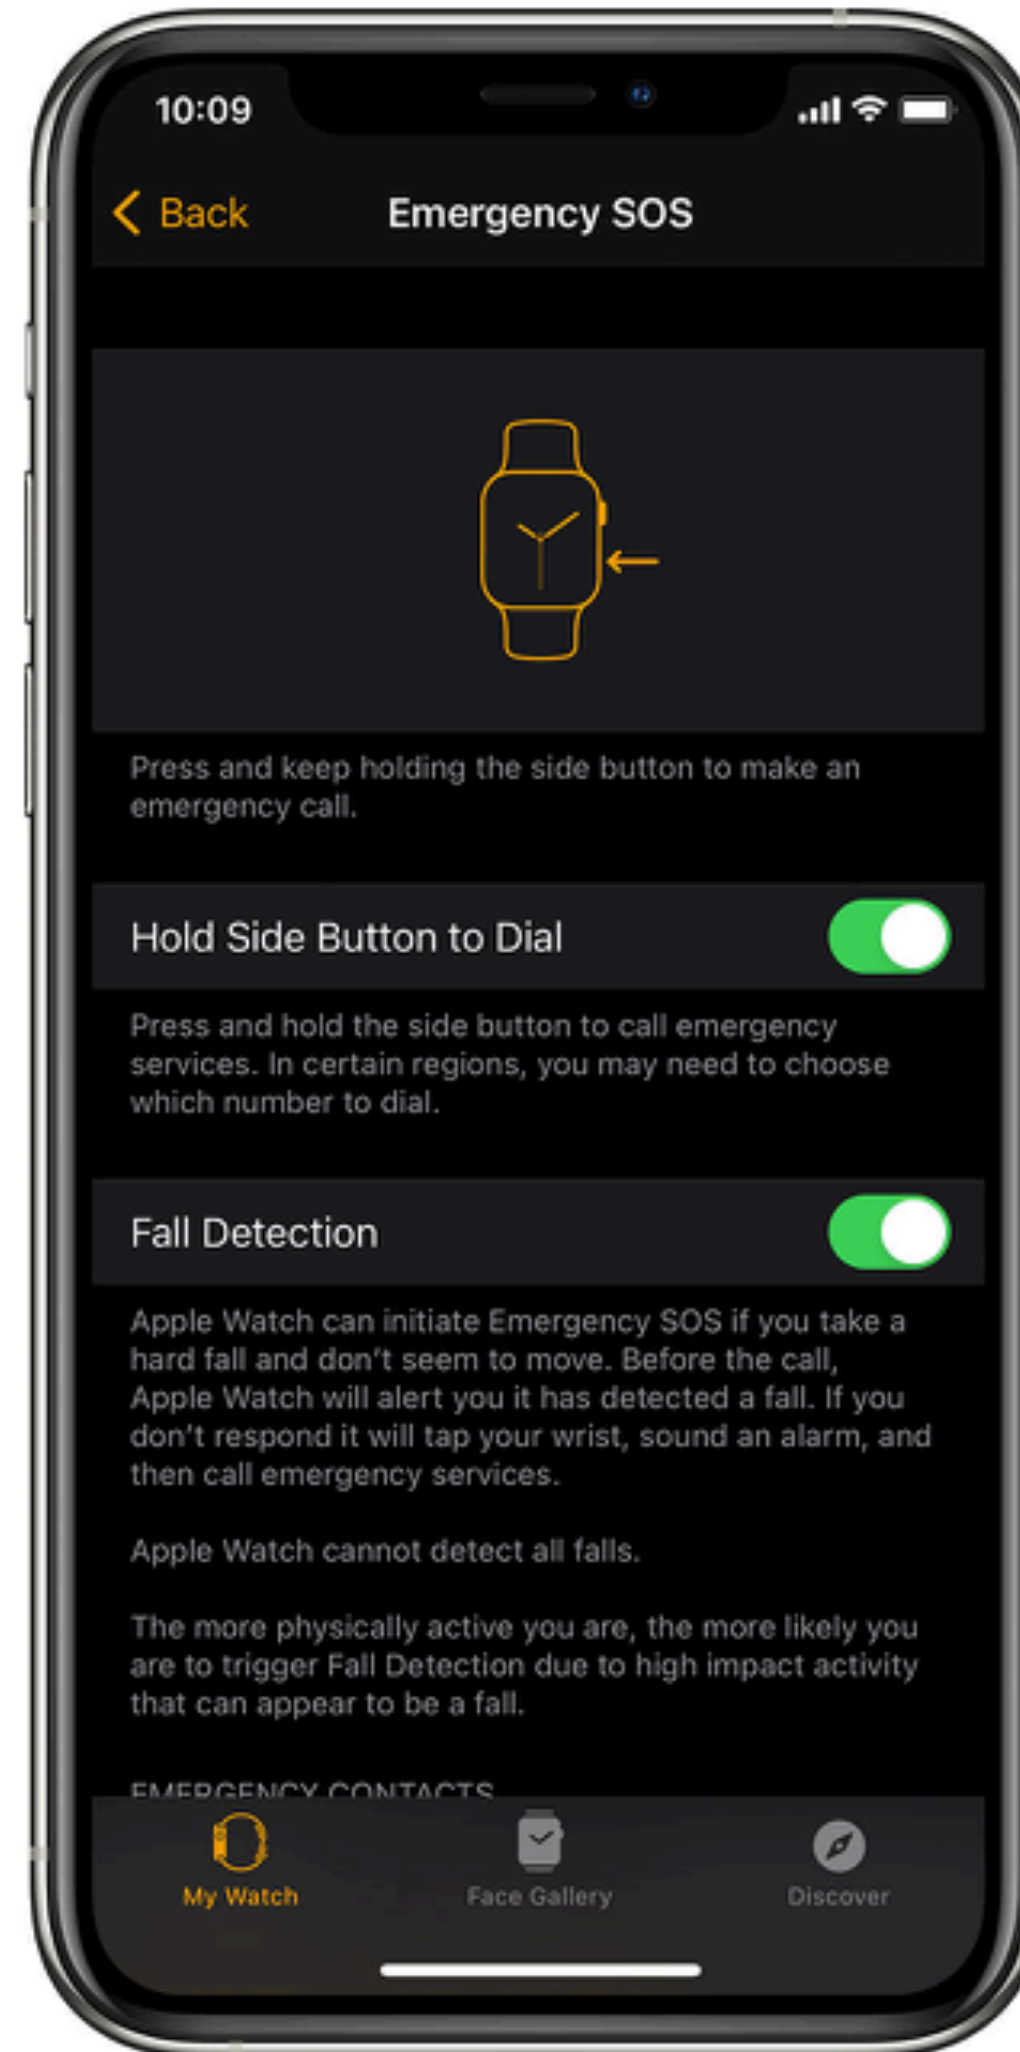 10:09
Back
Emergency SOS
Press and keep holding the side button to make an
emergency call.
Hold Side Button to Dial
Press and hold the side button to call emergency
services. In certain regions, you may need to choose
which number to dial.
Fall Detection
Apple Watch can initiate Emergency SOS if you take a
hard fall and don't seem to move. Before the call,
Apple Watch will alert you it has detected a fall. If you
don't respond it will tap your wrist, sound an alarm, and
then call emergency services.
Apple Watch cannot detect all falls.
The more physically active you are, the more likely you
are to trigger Fall Detection due to high impact activity
that can appear to be a fall.
EMERGENCY CONTACTS
My Watch
Face Gallery
Discover